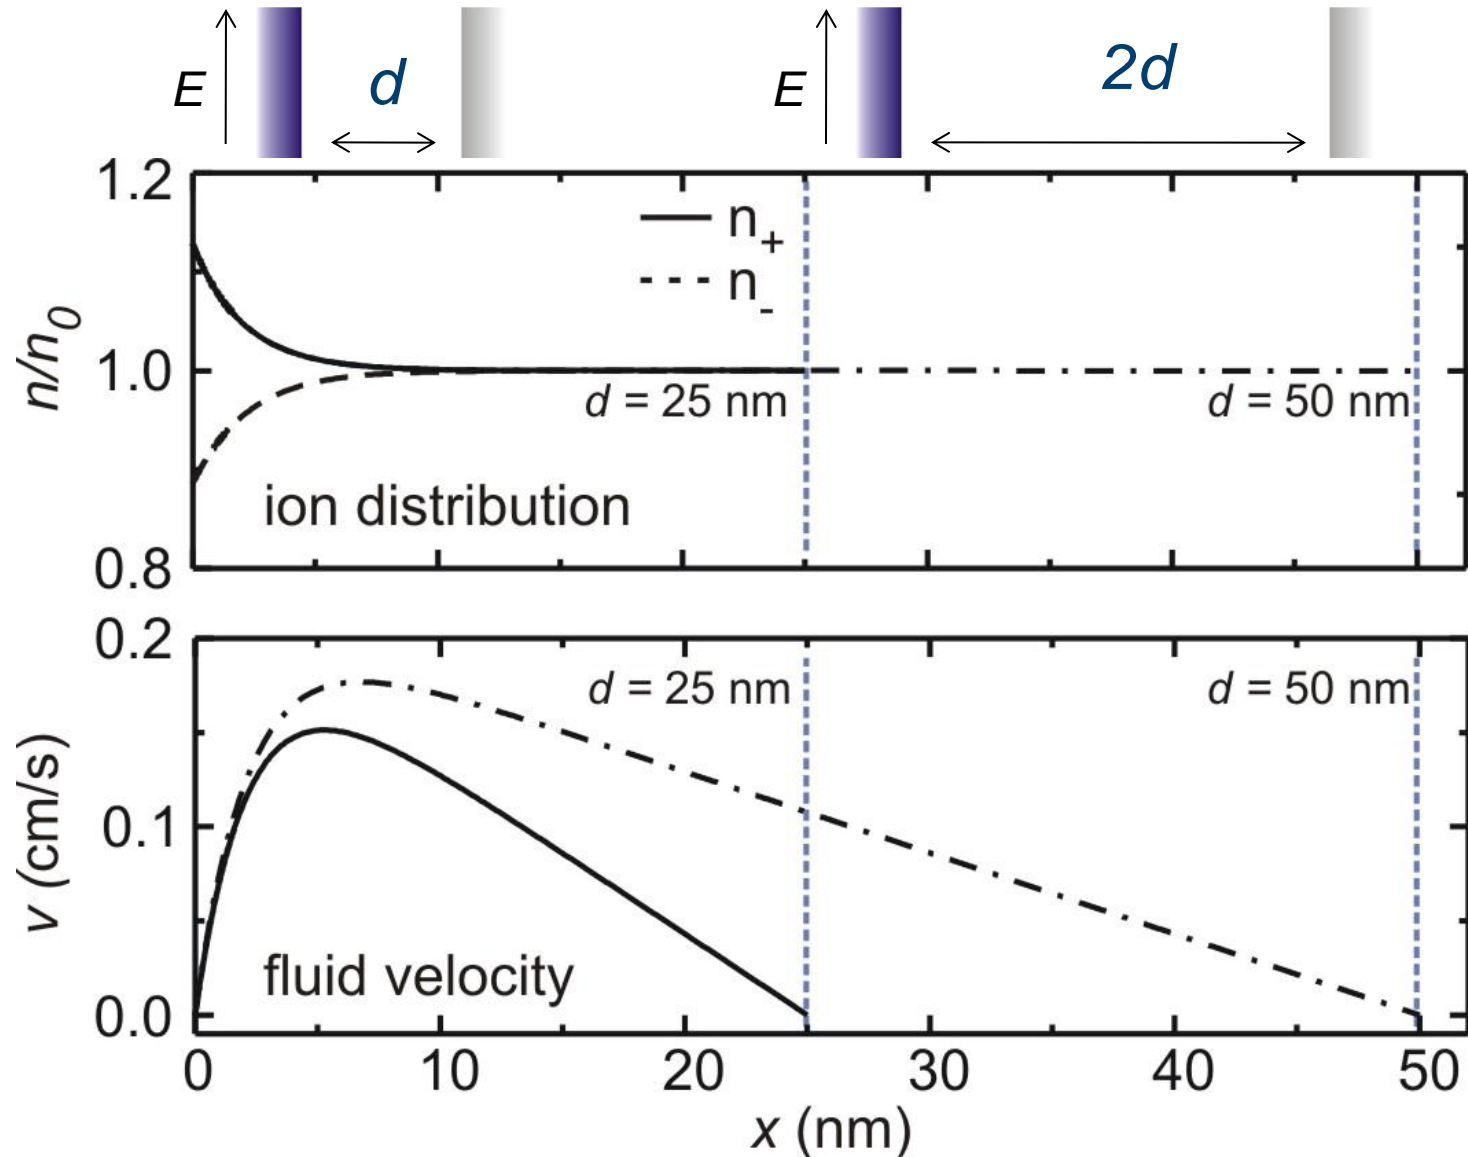 E
d
E
2d
1.2
1.0
0.8
n/n0
n+
n-
d = 25 nm
d = 50 nm
ion distribution
0.2
0.1
0.0
v (cm/s)
d = 25 nm
d = 50 nm
fluid velocity
0 10 20 30 40 50
x (nm)